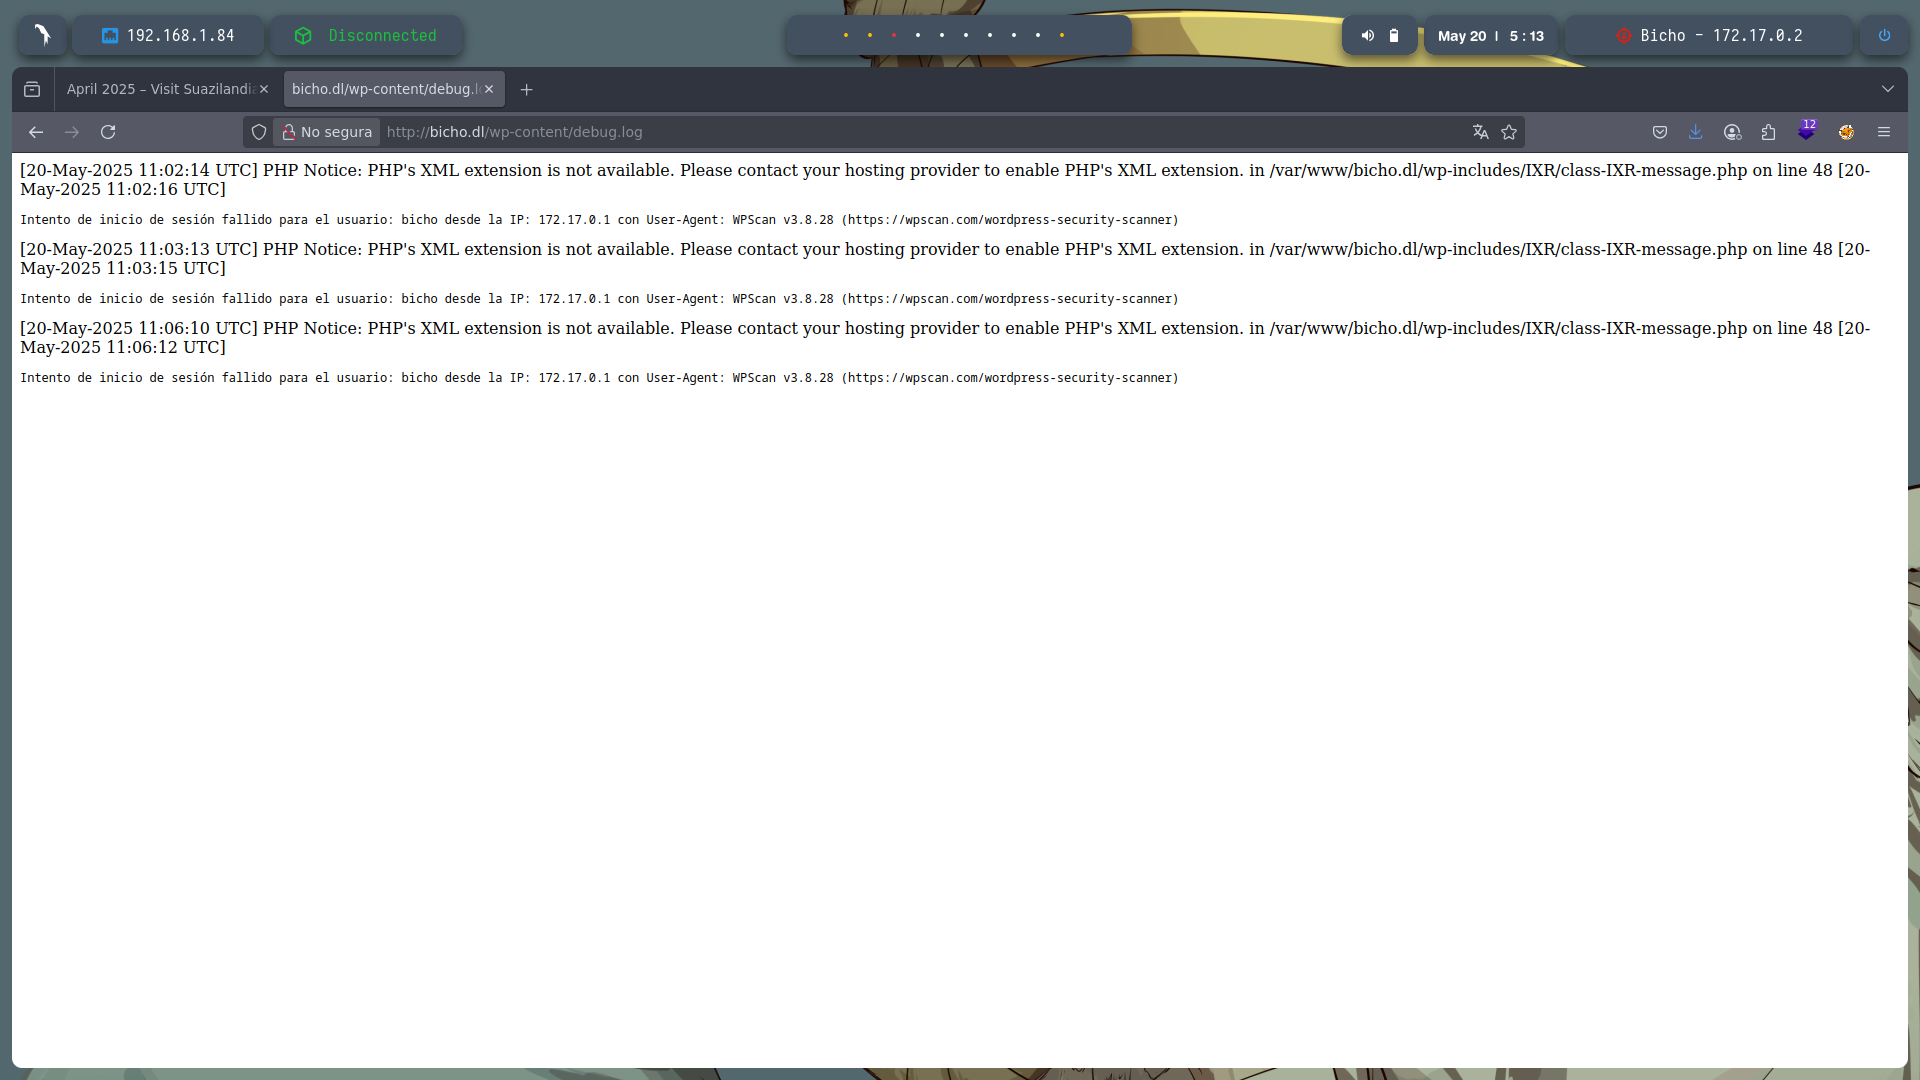 192.168.1.84
Disconnected
May 20 | 5:13
Bicho - 172.17.0.2
April 2025 – Visit Suazilandi
bicho.dl/wp-content/debug.l
No segura
http://bicho.dl/wp-content/debug.log
12
[20-May-2025 11:02:14 UTC] PHP Notice: PHP's XML extension is not available. Please contact your hosting provider to enable PHP's XML extension. in /var/www/bicho.dl/wp-includes/IXR/class-IXR-message.php on line 48 [20-
May-2025 11:02:16 UTC]
Intento de inicio de sesión fallido para el usuario: bicho desde la IP: 172.17.0.1 con User-Agent: WPScan v3.8.28 (https://wpscan.com/wordpress-security-scanner)
[20-May-2025 11:03:13 UTC] PHP Notice: PHP's XML extension is not available. Please contact your hosting provider to enable PHP's XML extension. in /var/www/bicho.dl/wp-includes/IXR/class-IXR-message.php on line 48 [20-
May-2025 11:03:15 UTC]
Intento de inicio de sesión fallido para el usuario: bicho desde la IP: 172.17.0.1 con User-Agent: WPScan v3.8.28 (https://wpscan.com/wordpress-security-scanner)
[20-May-2025 11:06:10 UTC] PHP Notice: PHP's XML extension is not available. Please contact your hosting provider to enable PHP's XML extension. in /var/www/bicho.dl/wp-includes/IXR/class-IXR-message.php on line 48 [20-
May-2025 11:06:12 UTC]
Intento de inicio de sesión fallido para el usuario: bicho desde la IP: 172.17.0.1 con User-Agent: WPScan v3.8.28 (https://wpscan.com/wordpress-security-scanner)